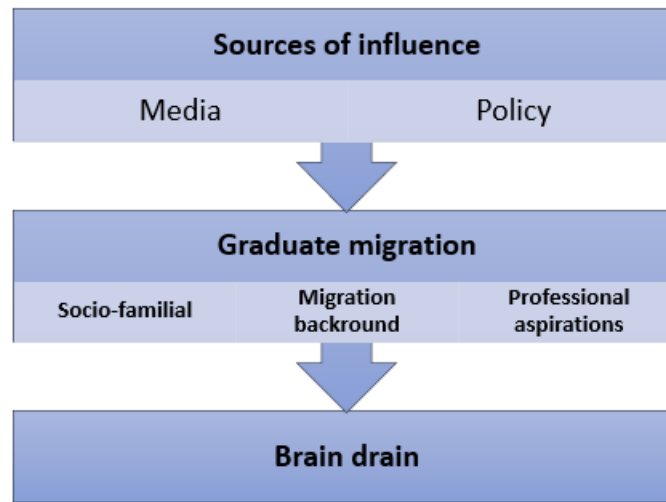 Sources of influence
Media Policy
Graduate migration
Socio-familial Migration backround Professional aspirations
Brain drain